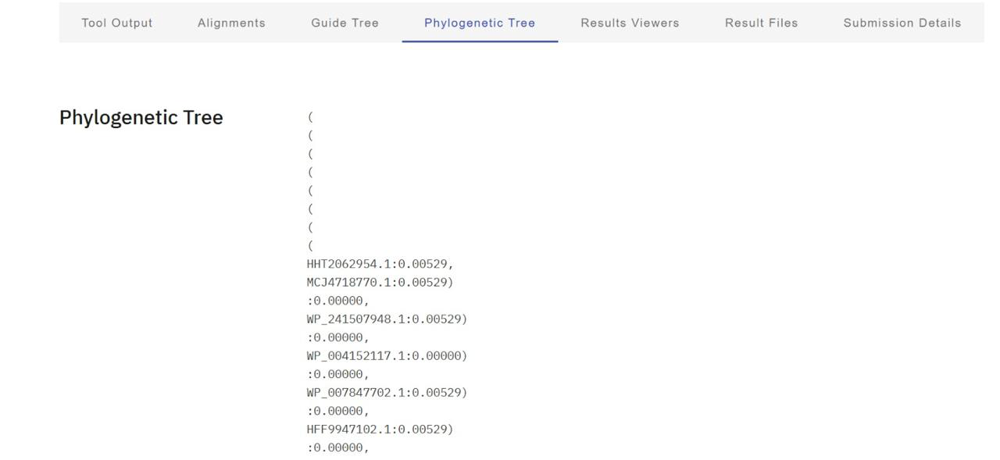 Tool Output Alignments Guide Tree Phylogenetic Tree Results Viewers Result Files Submission Details
Phylogenetic Tree
(
(
(
(
(
(
(
(
HHT2062954.1:0.00529,
MCJ4718770.1:0.00529)
:0.00000,
WP_241507948.1:0.00529)
:0.00000,
WP_004152117.1:0.00000)
:0.00000,
WP_007847702.1:0.00529)
:0.00000,
HFF9947102.1:0.00529)
:0.00000,